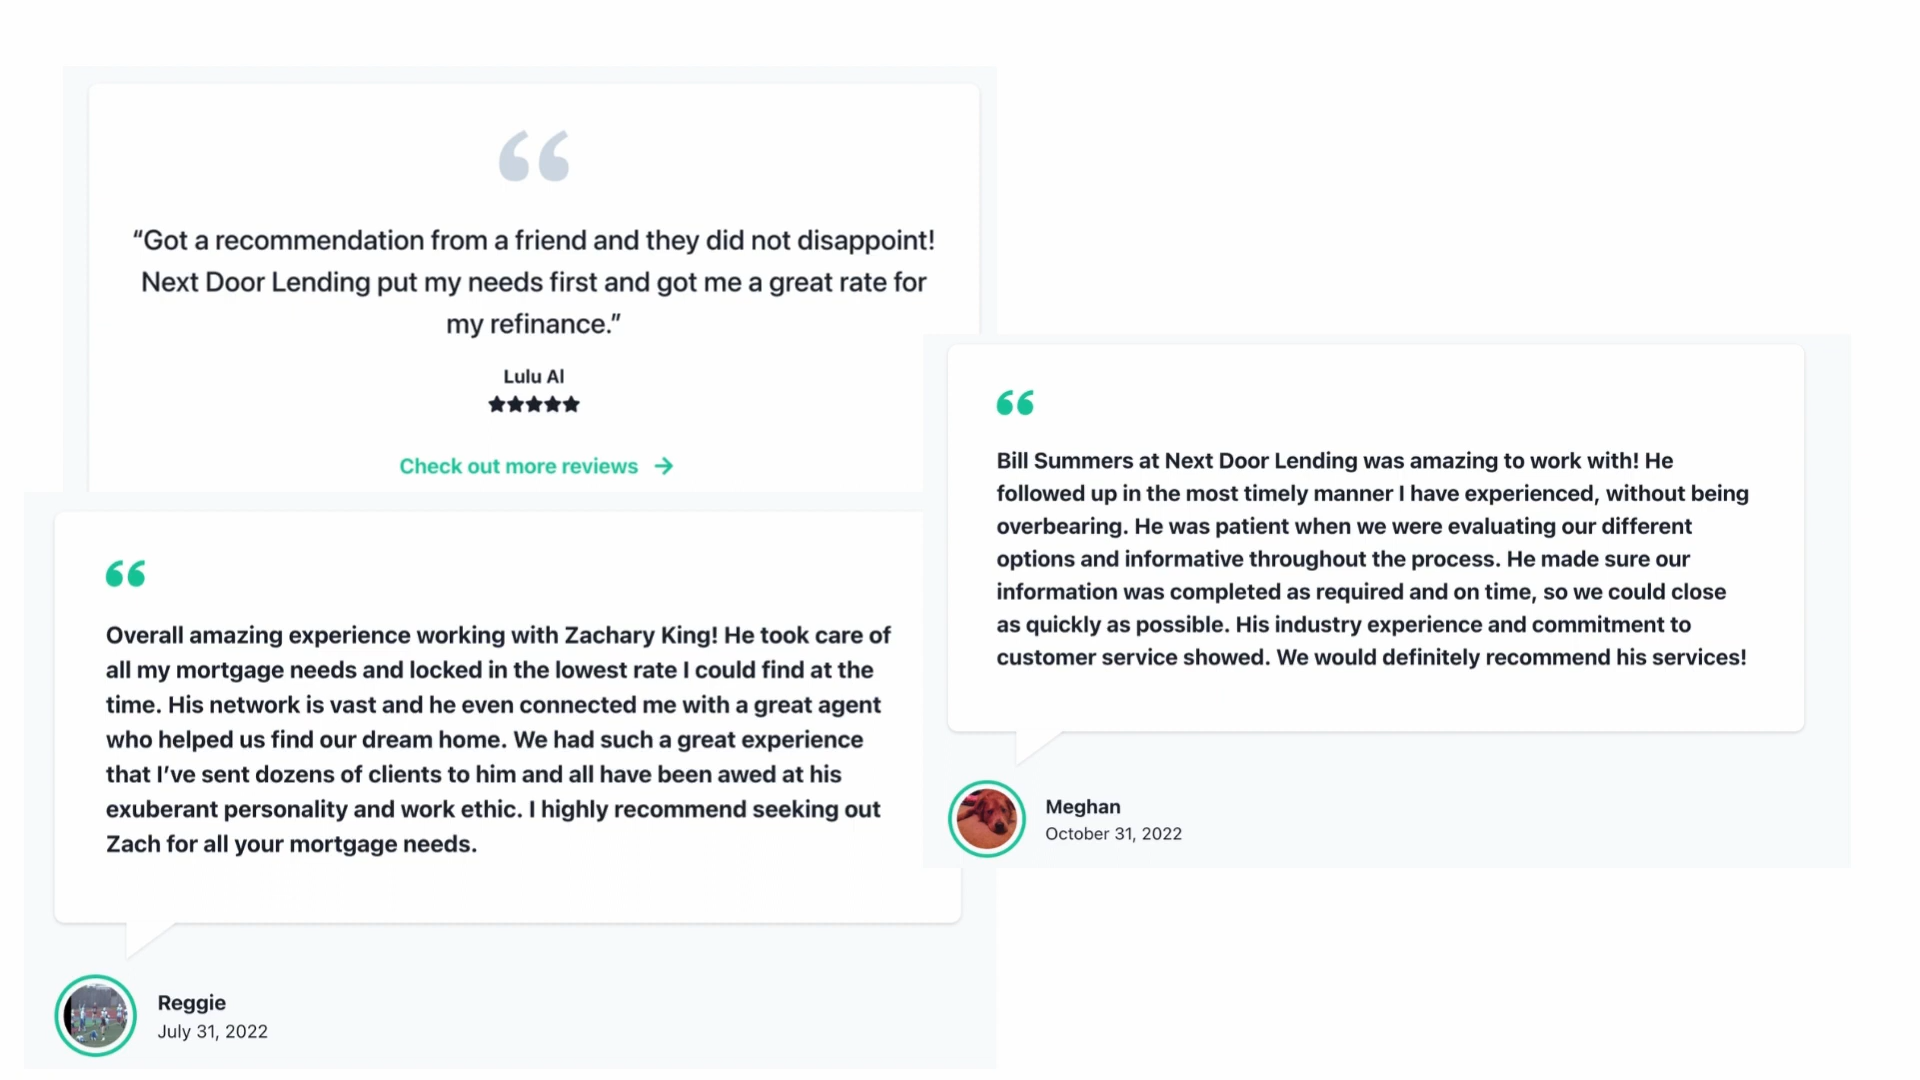 “Got a recommendation from a friend and they did not disappoint!
Next Door Lending put my needs first and got me a great rate for
my refinance.”
Lulu Al
Check out more reviews
Overall amazing experience working with Zachary King! He took care of
all my mortgage needs and locked in the lowest rate I could find at the
time. His network is vast and he even connected me with a great agent
who helped us find our dream home. We had such a great experience
that I’ve sent dozens of clients to him and all have been awed at his
exuberant personality and work ethic. I highly recommend seeking out
Zach for all your mortgage needs.
Reggie
July 31, 2022
Bill Summers at Next Door Lending was amazing to work with! He
followed up in the most timely manner I have experienced, without being
overbearing. He was patient when we were evaluating our different
options and informative throughout the process. He made sure our
information was completed as required and on time, so we could close
as quickly as possible. His industry experience and commitment to
customer service showed. We would definitely recommend his services!
Meghan
October 31, 2022